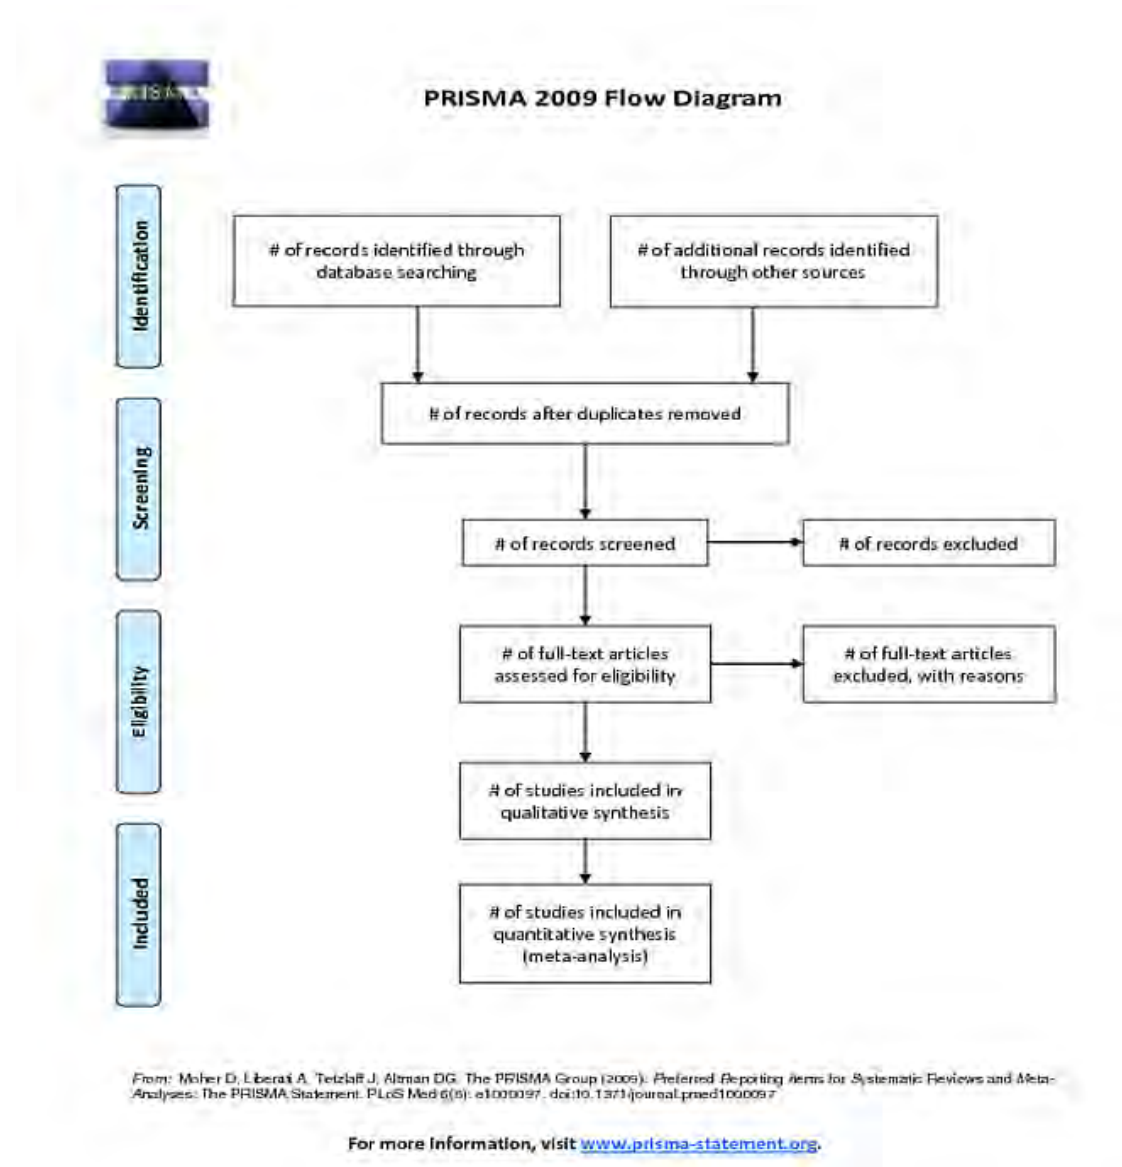 PRISMA 2009 Flow Diagram
Identification
# of records identified through
database searching
# of additional records identified
through other sources
# of records after duplicates removed
Screening
# of records screened
# of records excluded
Eligibility
# of full-text articles
assessed for eligibility
# of full-text articles
excluded, with reasons
# of studies included in
qualitative synthesis
Included
# of studies included in
quantitative synthesis
(meta-analysis)
From: Moher D, Liberati A, Tetzlaff J, Altman DG. The PRISMA Group (2009). Preferred Reporting Items for Systematic Reviews and Meta-
Analyses: The PRISMA Statement. PLoS Med 6(6): e1000097. doi:10.1371/journal.pmed1000097
For more information, visit www.prisma-statement.org.